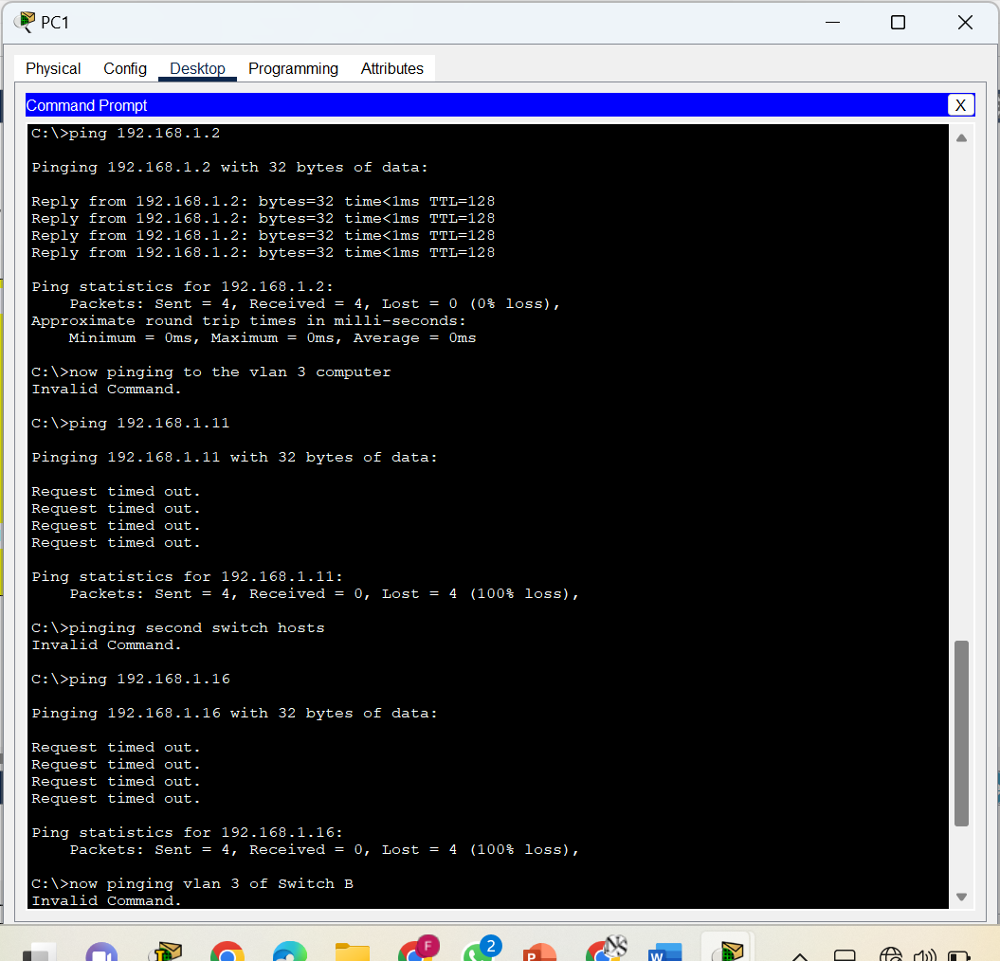 PC1
Physical Config Desktop Programming Attributes
Command Prompt
X
C:\>ping 192.168.1.2
Pinging 192.168.1.2 with 32 bytes of data:
Reply from 192.168.1.2: bytes=32 time<1ms TTL=128
Reply from 192.168.1.2: bytes=32 time<1ms TTL=128
Reply from 192.168.1.2: bytes=32 time<1ms TTL=128
Reply from 192.168.1.2: bytes=32 time<1ms TTL=128
Ping statistics for 192.168.1.2:
Packets: Sent = 4, Received = 4, Lost = 0 (0% loss),
Approximate round trip times in milli-seconds:
Minimum = 0ms, Maximum = 0ms, Average = 0ms
C:\>now pinging to the vlan 3 computer
Invalid Command.
C:\>ping 192.168.1.11
Pinging 192.168.1.11 with 32 bytes of data:
Request timed out.
Request timed out.
Request timed out.
Request timed out.
Ping statistics for 192.168.1.11:
Packets: Sent = 4, Received = 0, Lost = 4 (100% loss),
C:\>pinging second switch hosts
Invalid Command.
C:\>ping 192.168.1.16
Pinging 192.168.1.16 with 32 bytes of data:
Request timed out.
Request timed out.
Request timed out.
Request timed out.
Ping statistics for 192.168.1.16:
Packets: Sent = 4, Received = 0, Lost = 4 (100% loss),
C:\>now pinging vlan 3 of Switch B
Invalid Command.
F 2 P W